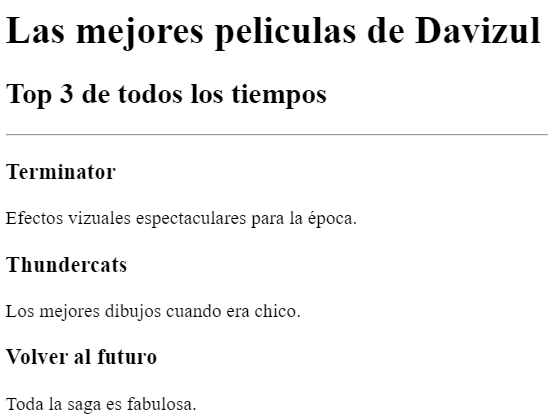 Las mejores peliculas de Davizul
Top 3 de todos los tiempos
Terminator
Efectos vizuales espectaculares para la época.
Thundercats
Los mejores dibujos cuando era chico.
Volver al futuro
Toda la saga es fabulosa.